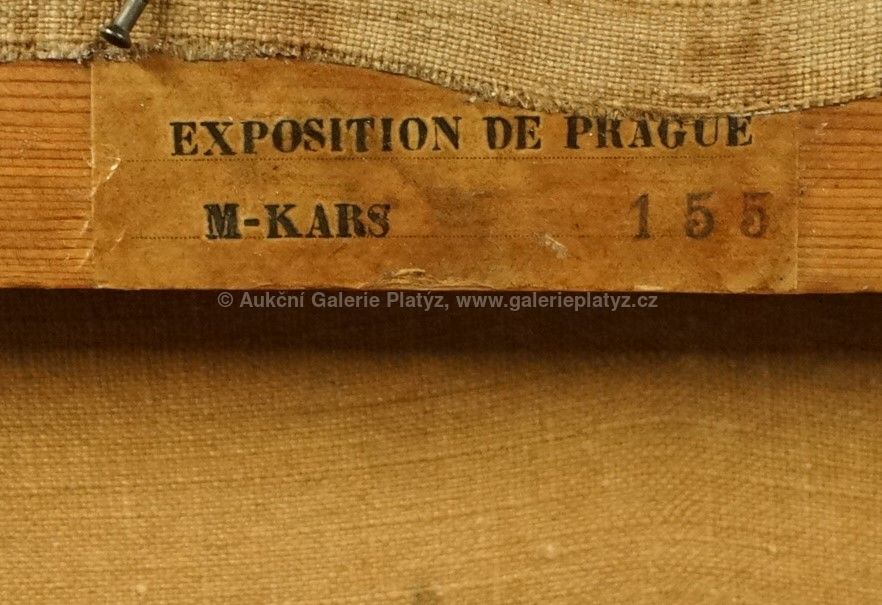 EXPOSITION DE PRAGUE
M-KARS 155
© Aukční Galerie Platýz, www.galerieplatyz.cz